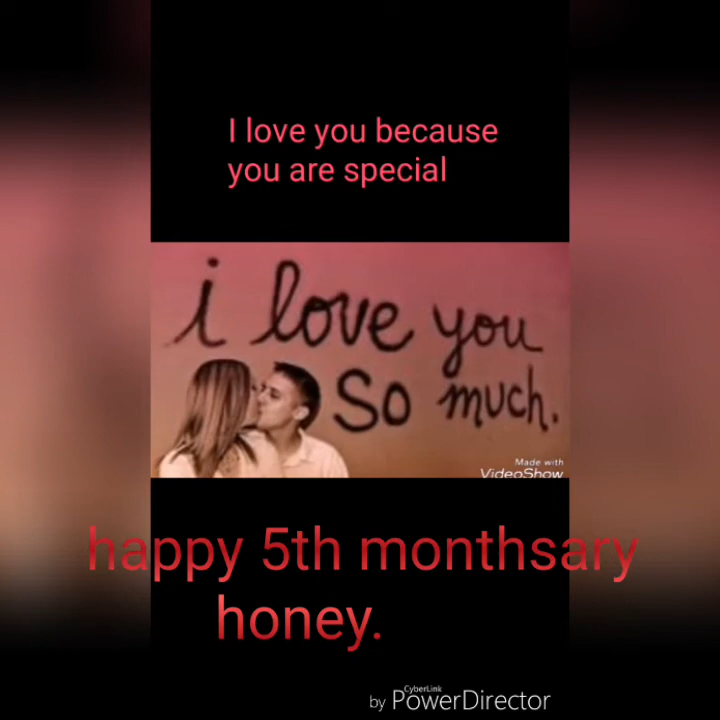 I love you because
you are special
i love you
so much.
Made with
VideoShow
happy 5th monthsary
honey.
CyberLink
by PowerDirector